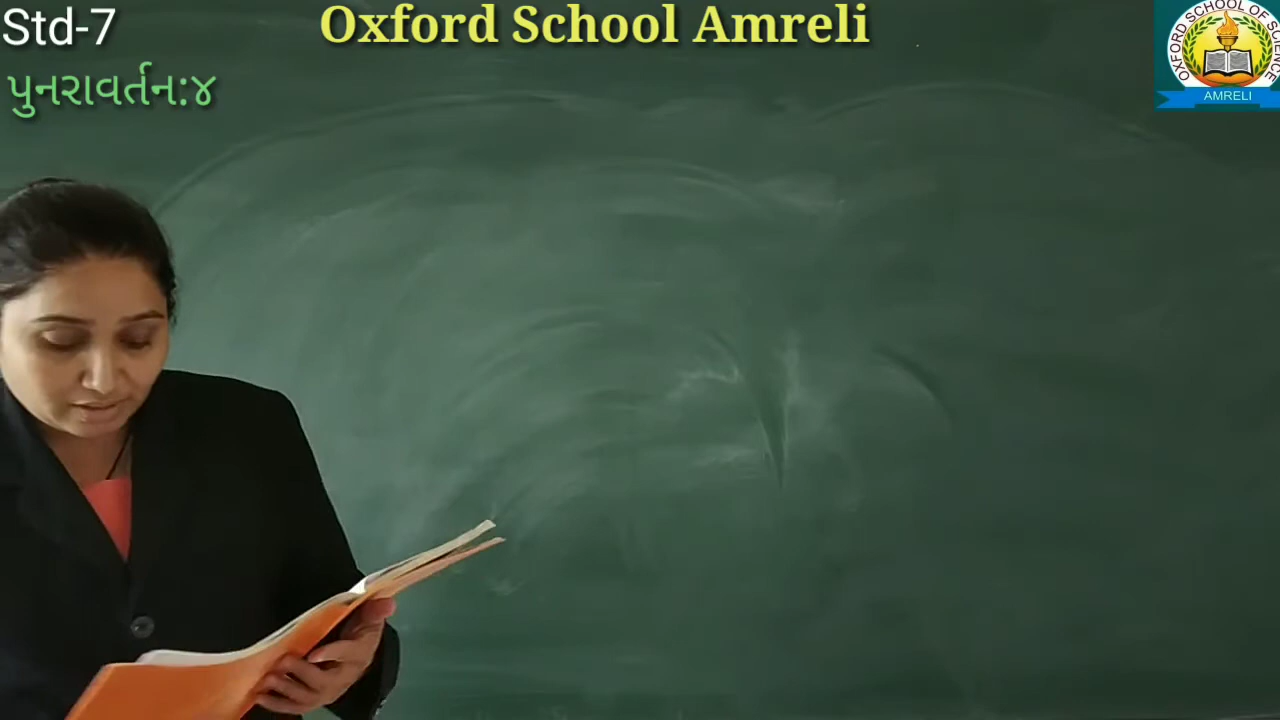 Std-7
Oxford School Amreli
પુનરાવર્તન:૪
OXFORD SCHOOL OF SCIENCE
AMRELI